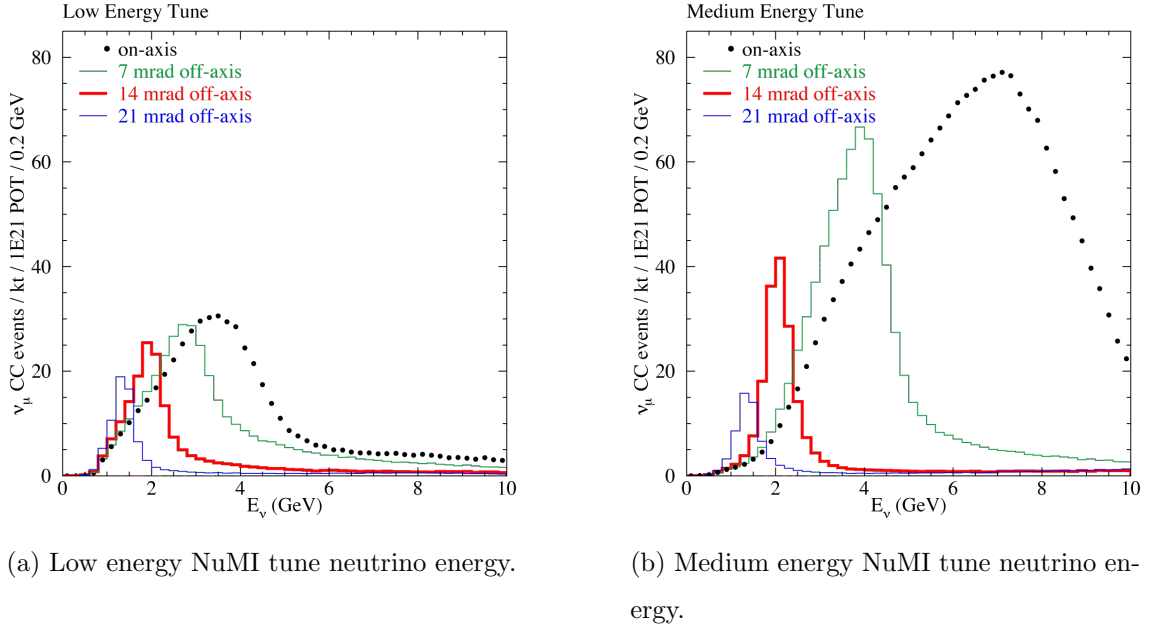 Low Energy Tune
80
60
40
20
0
0 2 4 6 8 10
ν_μ CC events / kt / 1E21 POT / 0.2 GeV
E_ν (GeV)
on-axis
7 mrad off-axis
14 mrad off-axis
21 mrad off-axis
(a) Low energy NuMI tune neutrino energy.
Medium Energy Tune
80
60
40
20
0
0 2 4 6 8 10
ν_μ CC events / kt / 1E21 POT / 0.2 GeV
E_ν (GeV)
on-axis
7 mrad off-axis
14 mrad off-axis
21 mrad off-axis
(b) Medium energy NuMI tune neutrino en-
ergy.